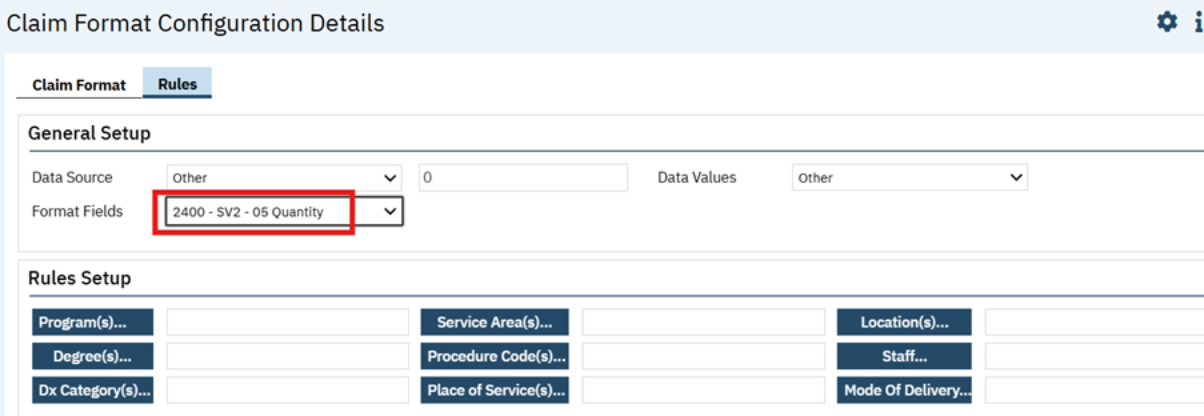 Claim Format Configuration Details
Claim Format Rules
General Setup
Data Source Other 0 Data Values Other
Format Fields 2400 - SV2 - 05 Quantity
Rules Setup
Program(s)... Service Area(s)... Location(s)...
Degree(s)... Procedure Code(s)... Staff...
Dx Category(s)... Place of Service(s)... Mode Of Delivery...